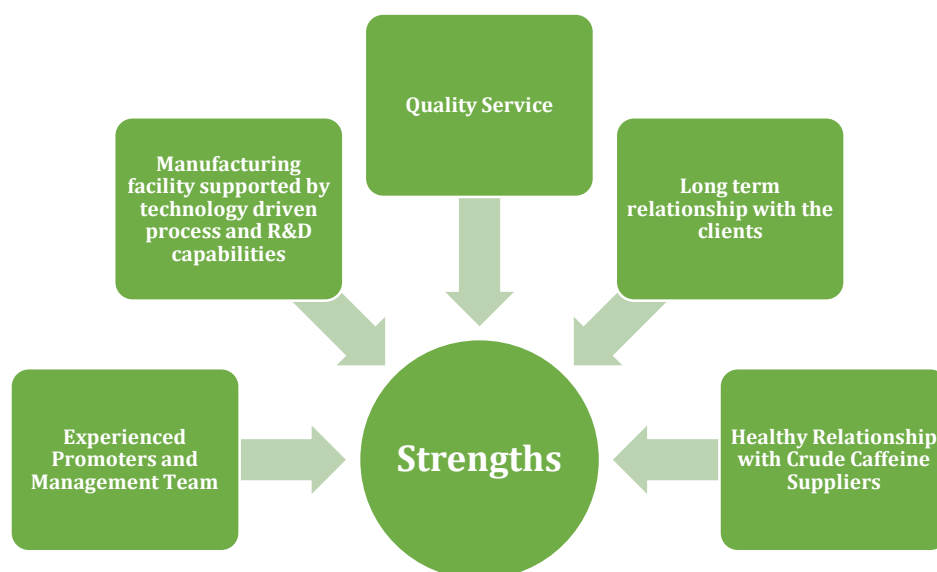 Quality Service
Manufacturing
facility supported by
technology driven
process and R&D
capabilities
Long term
relationship with the
clients
Experienced
Promoters and
Management Team
Strengths
Healthy Relationship
with Crude Caffeine
Suppliers